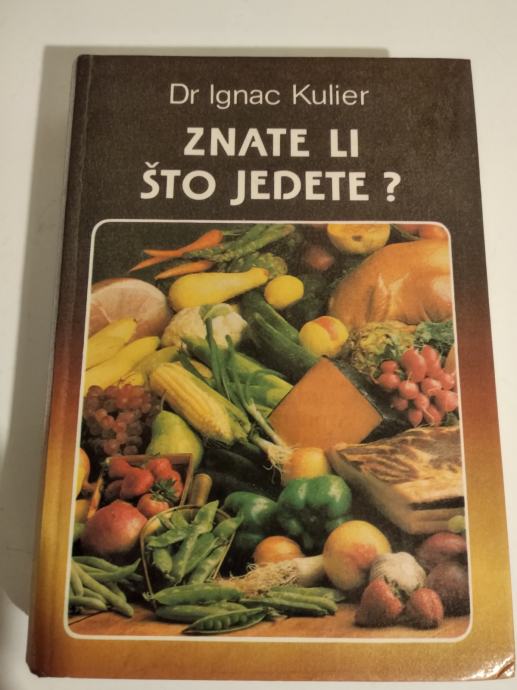 Dr Ignac Kulier
ZNATE LI
ŠTO JEDETE ?